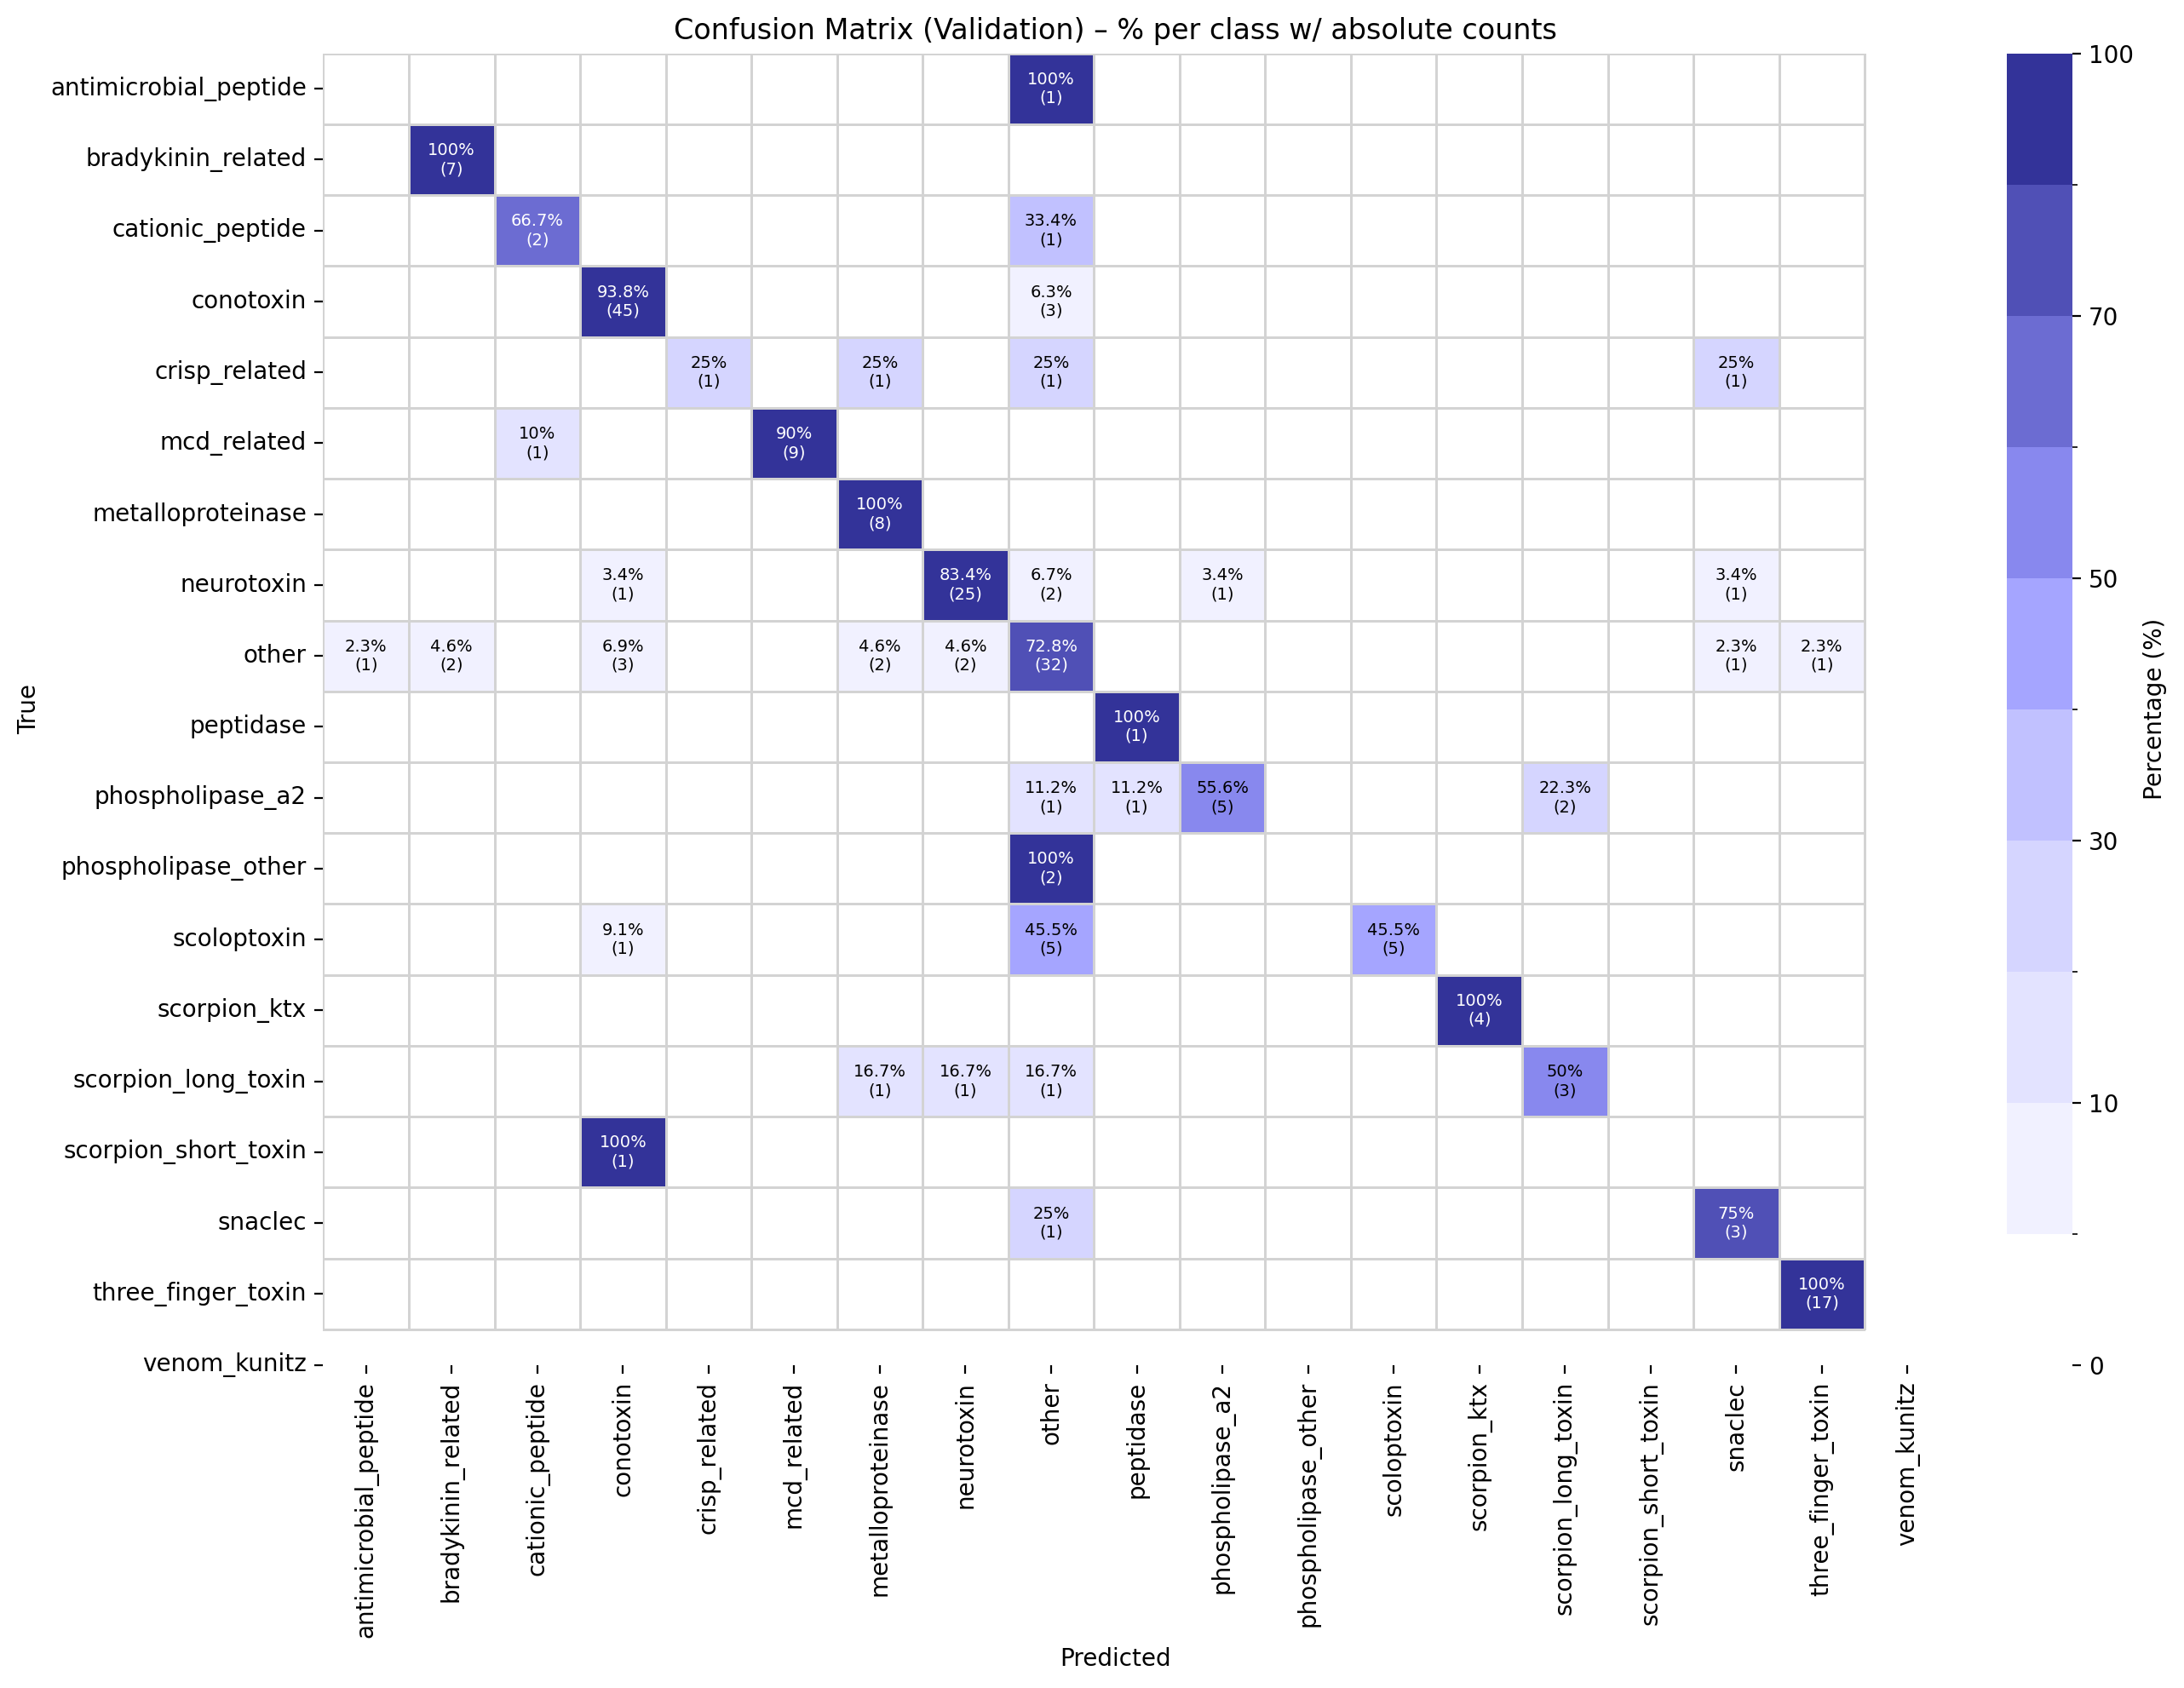 Confusion Matrix (Validation) – % per class w/ absolute counts
True
antimicrobial_peptide
100%
(1)
bradykinin_related
100%
(7)
cationic_peptide
66.7%
(2)
33.4%
(1)
conotoxin
93.8%
(45)
6.3%
(3)
crisp_related
25%
(1)
25%
(1)
25%
(1)
25%
(1)
mcd_related
10%
(1)
90%
(9)
metalloproteinase
100%
(8)
neurotoxin
3.4%
(1)
83.4%
(25)
6.7%
(2)
3.4%
(1)
3.4%
(1)
other
2.3%
(1)
4.6%
(2)
6.9%
(3)
4.6%
(2)
4.6%
(2)
72.8%
(32)
2.3%
(1)
2.3%
(1)
peptidase
100%
(1)
phospholipase_a2
11.2%
(1)
11.2%
(1)
55.6%
(5)
22.3%
(2)
phospholipase_other
100%
(2)
scoloptoxin
9.1%
(1)
45.5%
(5)
45.5%
(5)
scorpion_ktx
100%
(4)
scorpion_long_toxin
16.7%
(1)
16.7%
(1)
16.7%
(1)
50%
(3)
scorpion_short_toxin
100%
(1)
snaclec
25%
(1)
75%
(3)
three_finger_toxin
100%
(17)
venom_kunitz
antimicrobial_peptide
bradykinin_related
cationic_peptide
conotoxin
crisp_related
mcd_related
metalloproteinase
neurotoxin
other
peptidase
phospholipase_a2
phospholipase_other
scoloptoxin
scorpion_ktx
scorpion_long_toxin
scorpion_short_toxin
snaclec
three_finger_toxin
venom_kunitz
Predicted
100
70
50
30
10
0
Percentage (%)